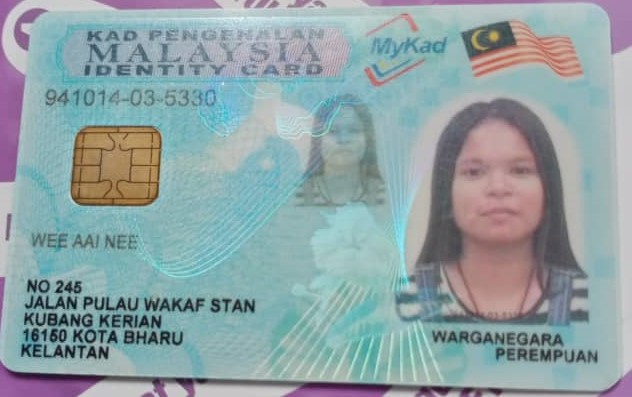 KAD PENGENALAN
MALAYSIA
IDENTITY CARD
MyKad
941014-03-5330
WEE AAI NEE
NO 245
JALAN PULAU WAKAF STAN
KUBANG KERIAN
16150 KOTA BHARU
KELANTAN
WARGANEGARA
PEREMPUAN